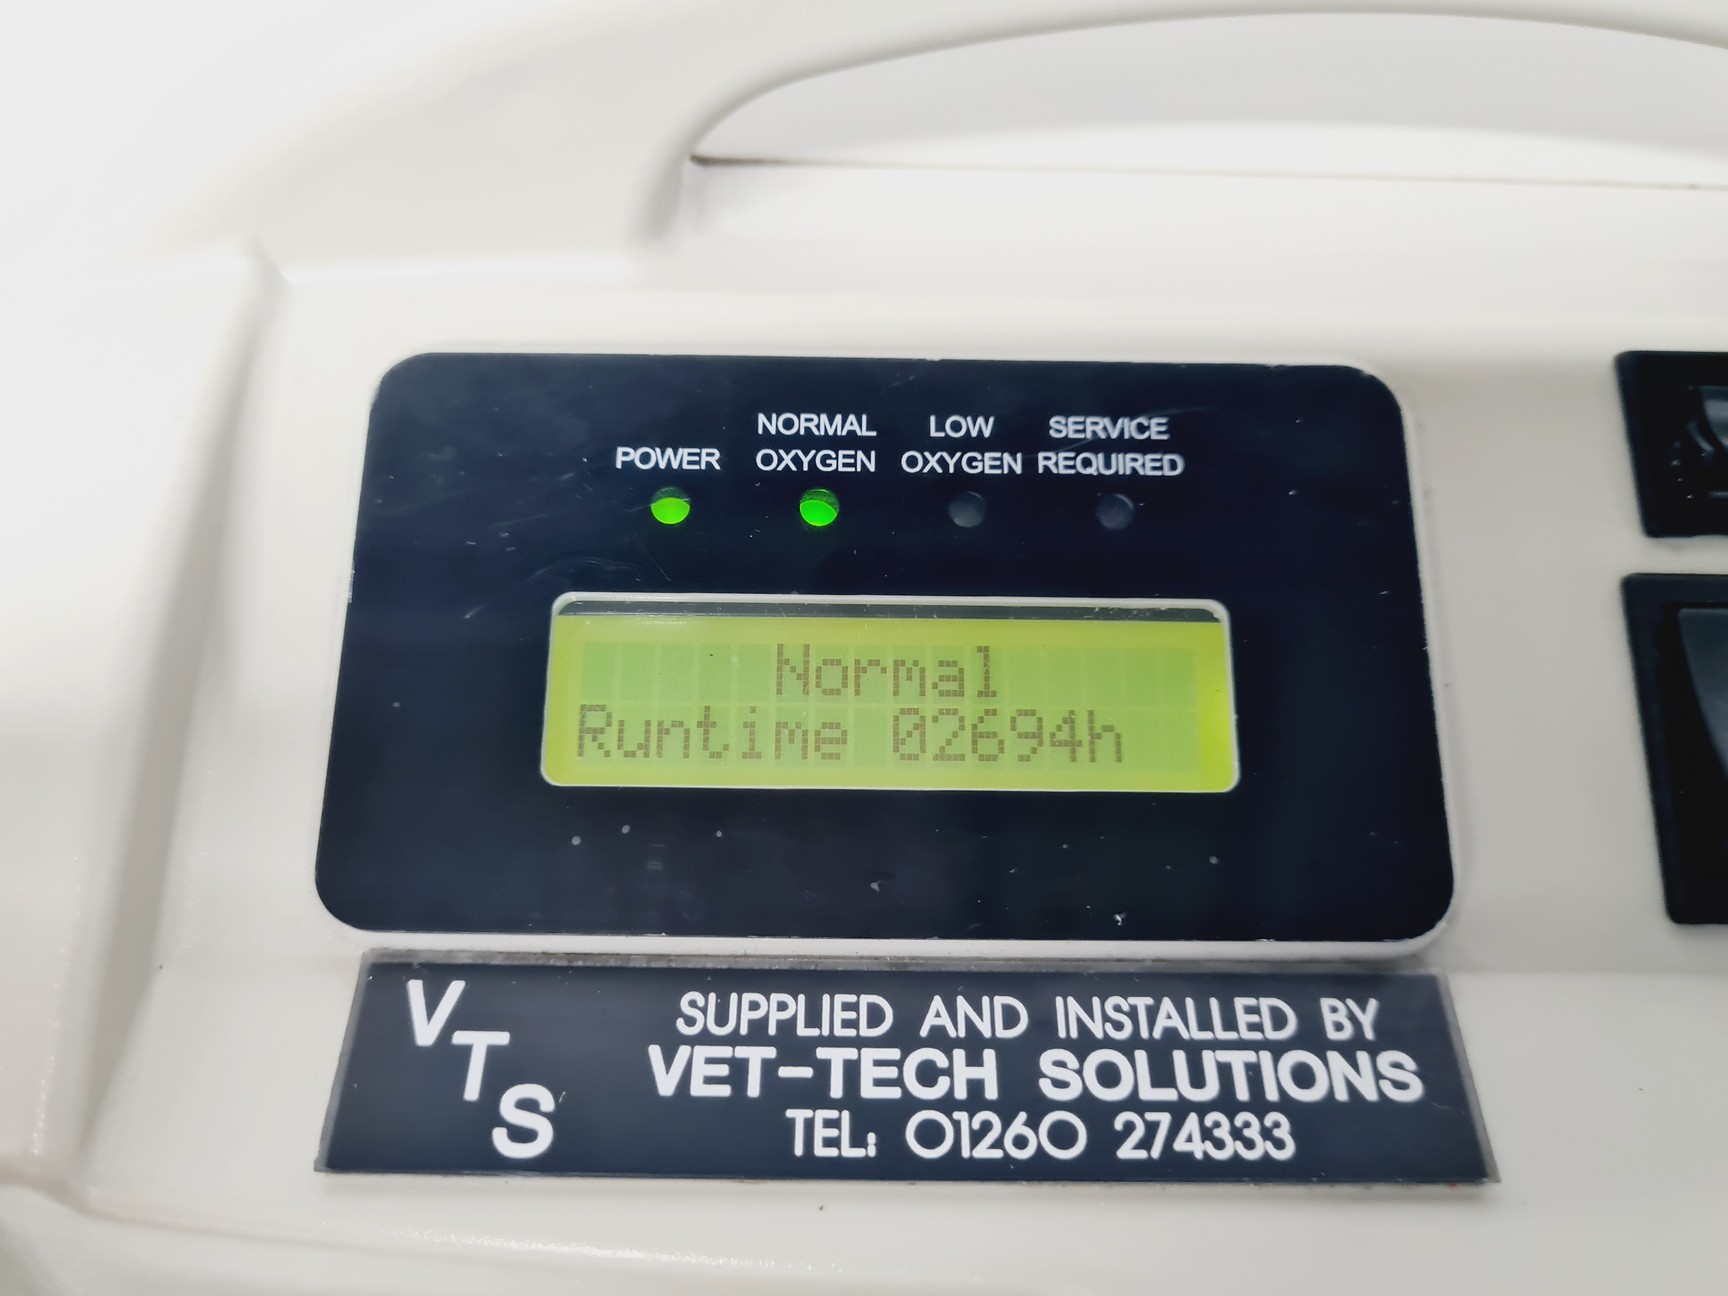 POWER
NORMAL OXYGEN
LOW OXYGEN
SERVICE REQUIRED
Normal
Runtime 02694h
VTS
SUPPLIED AND INSTALLED BY
VET-TECH SOLUTIONS
TEL: 01260 274333